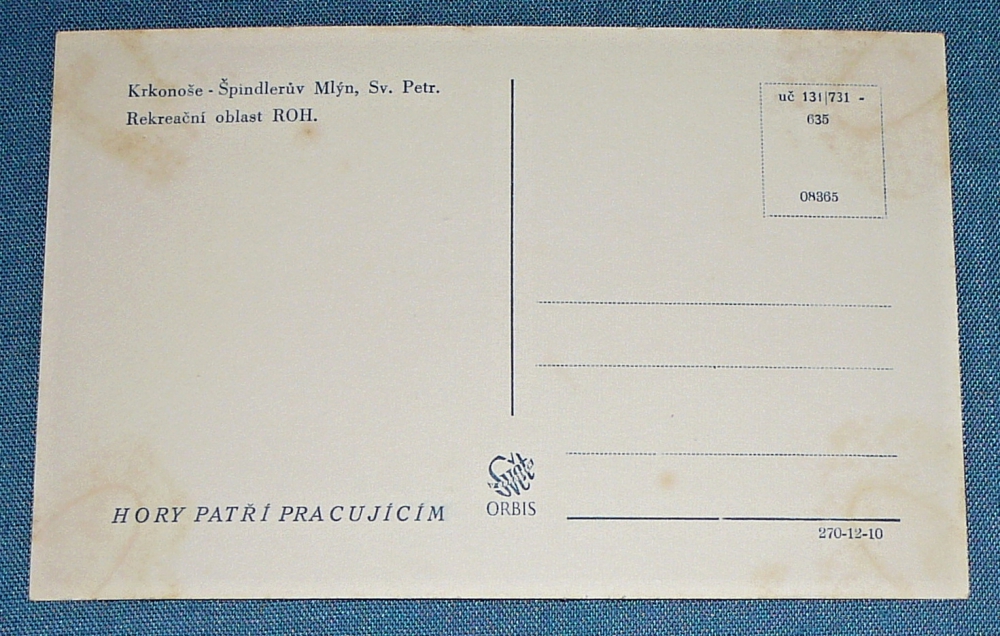 Krkonoše - Špindlerův Mlýn, Sv. Petr.
Rekreační oblast ROH.
uč 131|731 -
635
08365
HORY PATŘÍ PRACUJÍCÍM
Svět
ORBIS
270-12-10